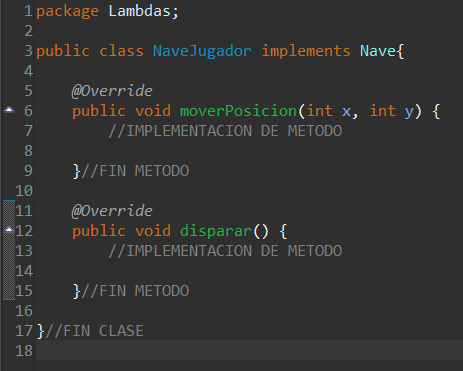 1 package Lambdas;
2
3 public class NaveJugador implements Nave{
4
5 @Override
6 public void moverPosicion(int x, int y) {
7 //IMPLEMENTACION DE METODO
8
9 }//FIN METODO
10
11 @Override
12 public void disparar() {
13 //IMPLEMENTACION DE METODO
14
15 }//FIN METODO
16
17 }//FIN CLASE
18